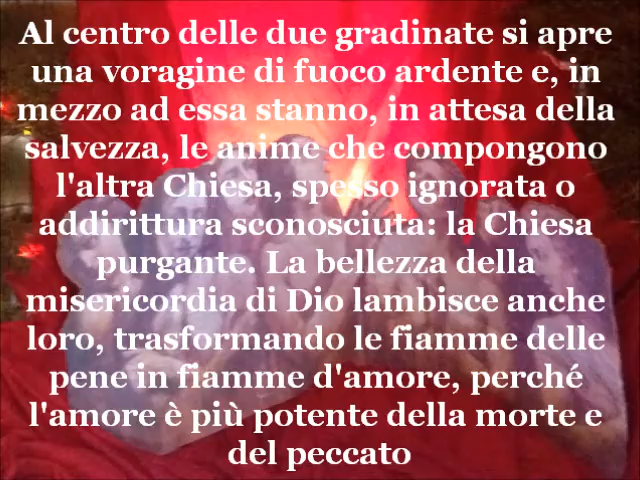 Al centro delle due gradinate si apre
una voragine di fuoco ardente e, in
mezzo ad essa stanno, in attesa della
salvezza, le anime che compongono
l'altra Chiesa, spesso ignorata o
addirittura sconosciuta: la Chiesa
purgante. La bellezza della
misericordia di Dio lambisce anche
loro, trasformando le fiamme delle
pene in fiamme d'amore, perché
l'amore è più potente della morte e
del peccato